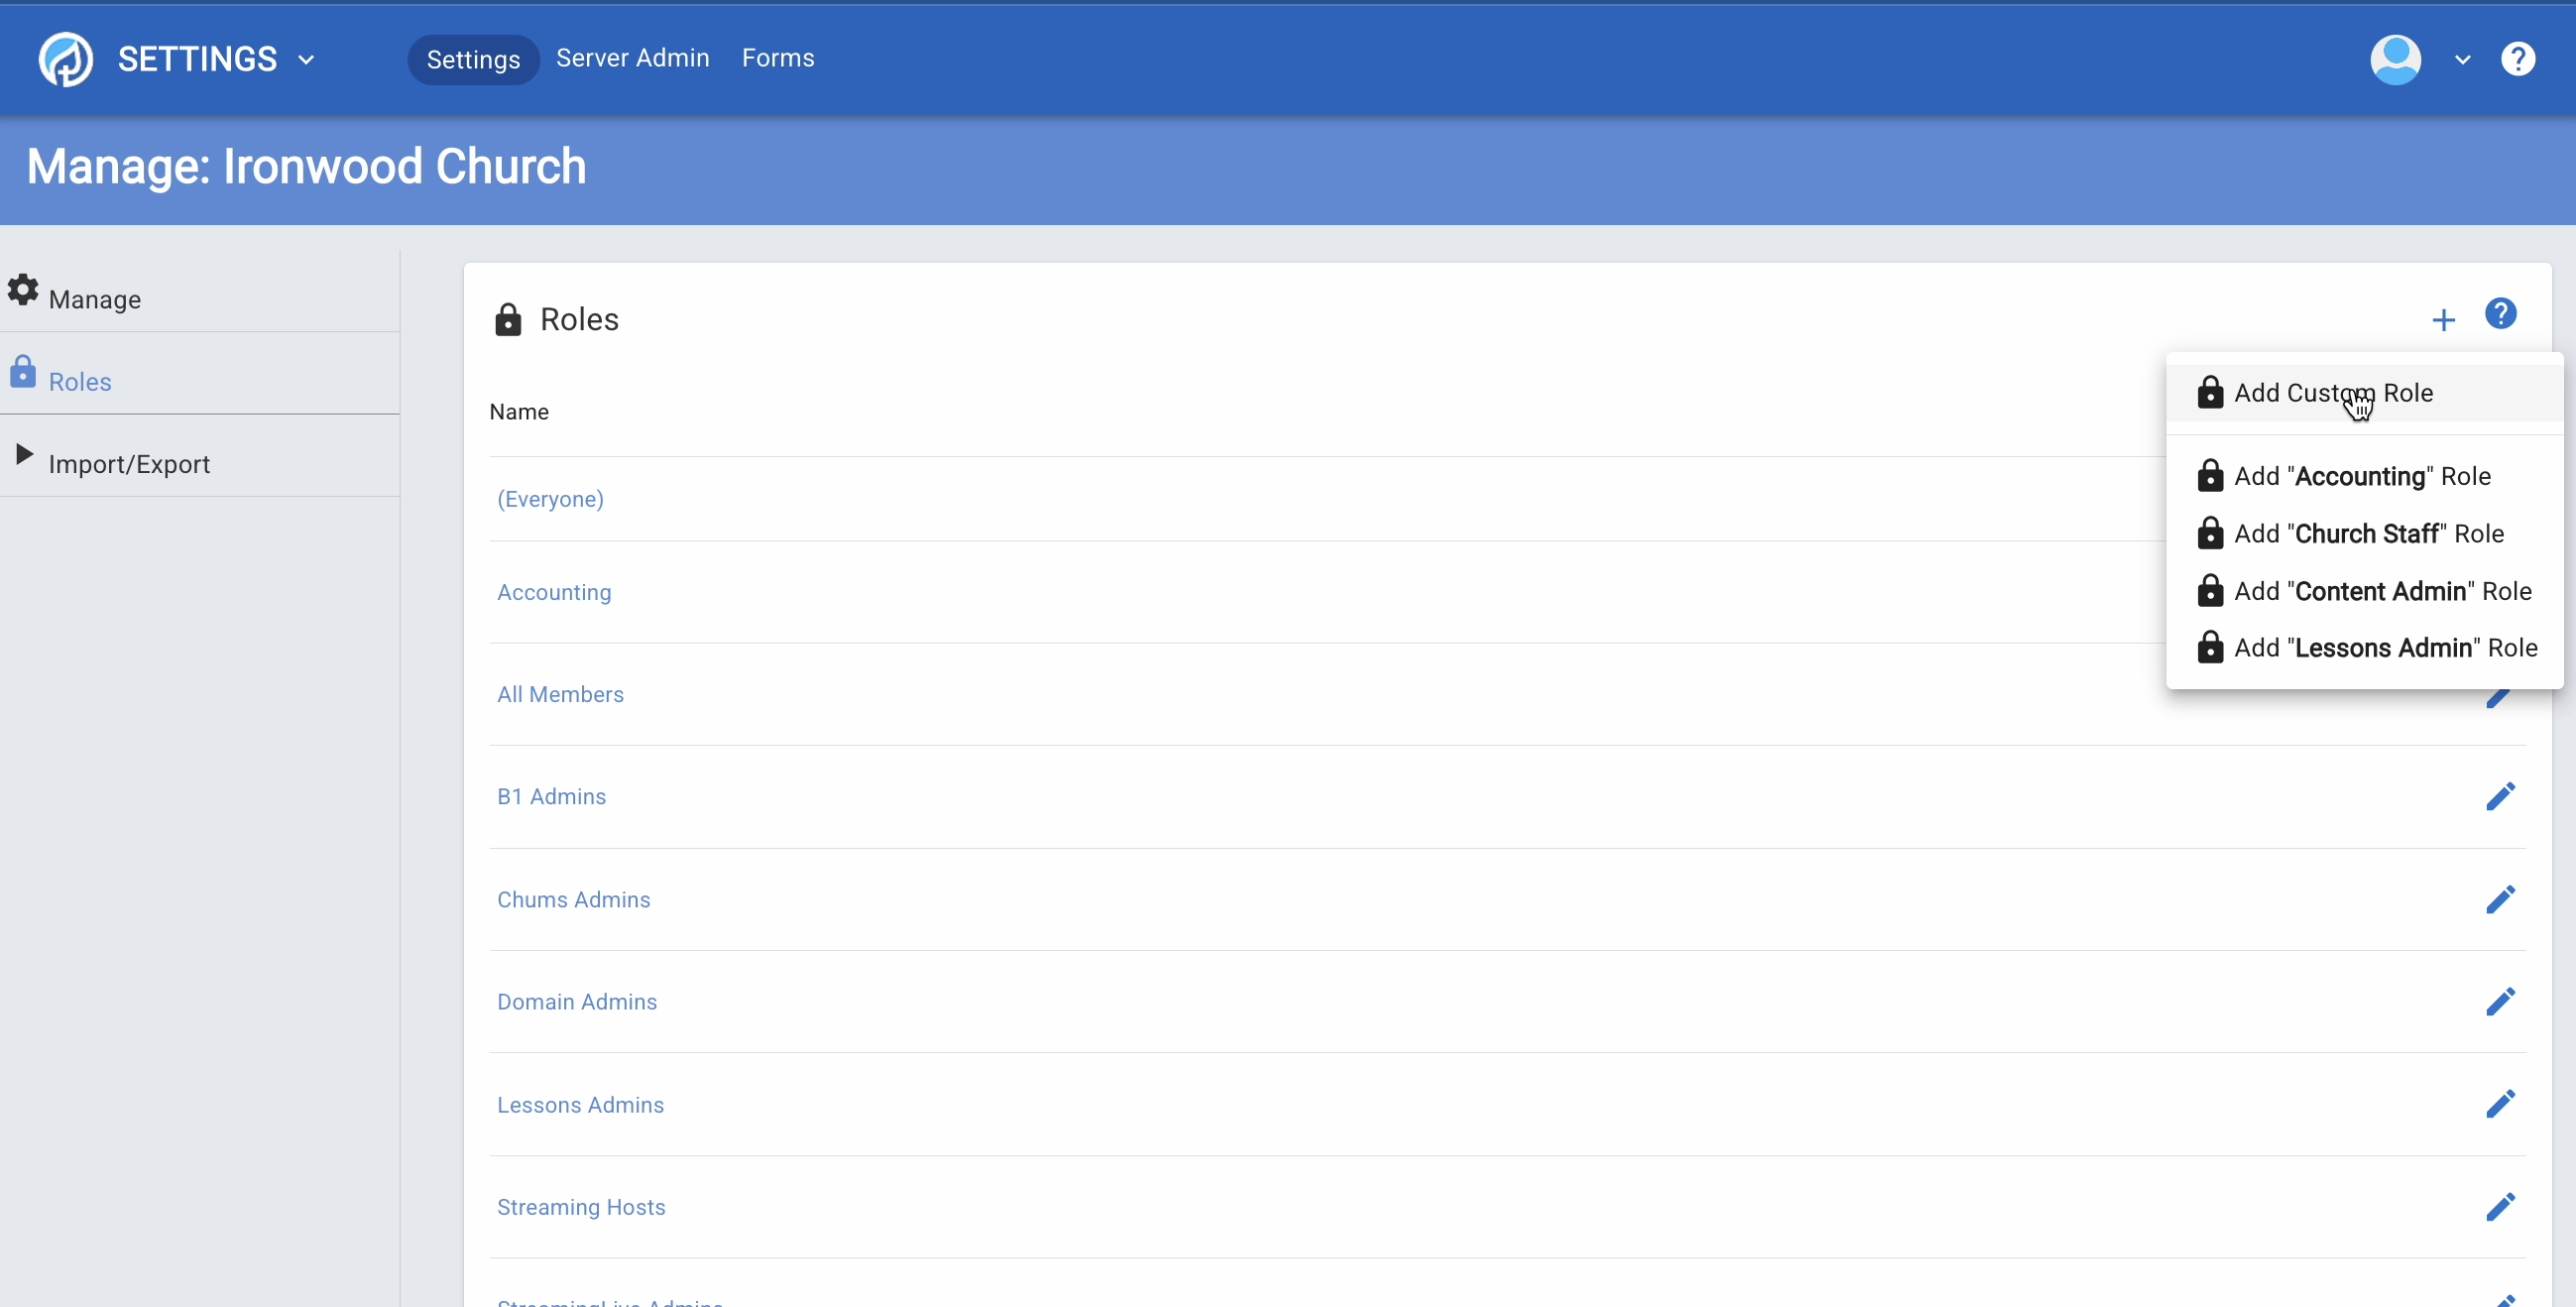 SETTINGS
Settings
Server Admin
Forms
?
Manage: Ironwood Church
Manage
Roles
Import/Export
Roles
?
Name
(Everyone)
Accounting
All Members
B1 Admins
Chums Admins
Domain Admins
Lessons Admins
Streaming Hosts
Add Custom Role
Add "Accounting" Role
Add "Church Staff" Role
Add "Content Admin" Role
Add "Lessons Admin" Role